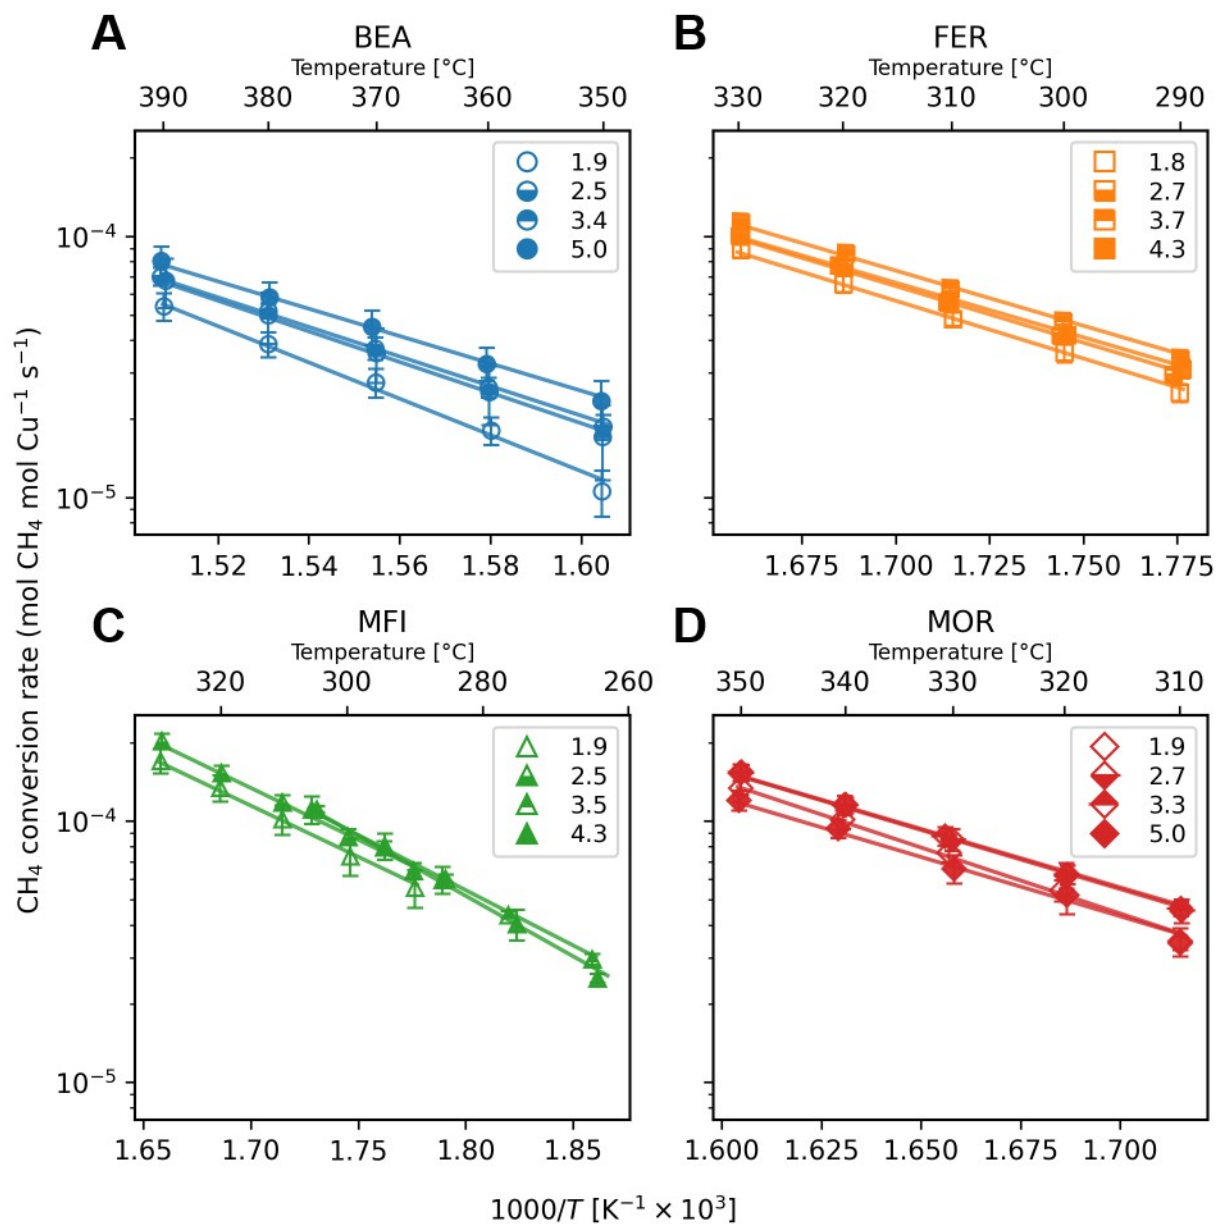 A
BEA
Temperature [°C]
390 380 370 360 350
1.9
2.5
3.4
5.0
10⁻⁴
10⁻⁵
1.52 1.54 1.56 1.58 1.60
B
FER
Temperature [°C]
330 320 310 300 290
1.8
2.7
3.7
4.3
1.675 1.700 1.725 1.750 1.775
CH₄ conversion rate (mol CH₄ mol Cu⁻¹ s⁻¹)
C
MFI
Temperature [°C]
320 300 280 260
1.9
2.5
3.5
4.3
10⁻⁴
10⁻⁵
1.65 1.70 1.75 1.80 1.85
D
MOR
Temperature [°C]
350 340 330 320 310
1.9
2.7
3.3
5.0
1.600 1.625 1.650 1.675 1.700
1000/T [K⁻¹ × 10³]